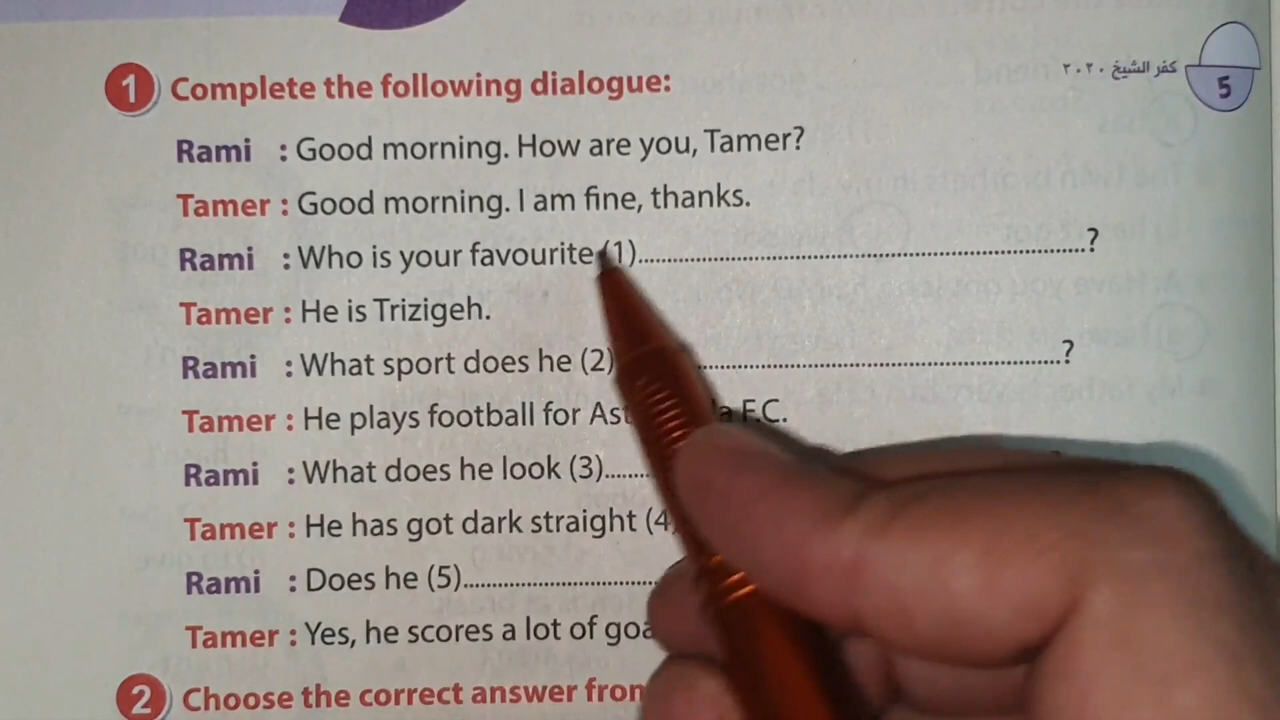 1 Complete the following dialogue:
كفر الشيخ ٢٠٢٠
5
Rami : Good morning. How are you, Tamer?
Tamer : Good morning. I am fine, thanks.
Rami : Who is your favourite (1)..............................?
Tamer : He is Trizigeh.
Rami : What sport does he (2) ..............................?
Tamer : He plays football for F.C.
Rami : What does he look (3)........
Tamer : He has got dark straight (4)
Rami : Does he (5)..............................
Tamer : Yes, he scores a lot of
2 Choose the correct answer